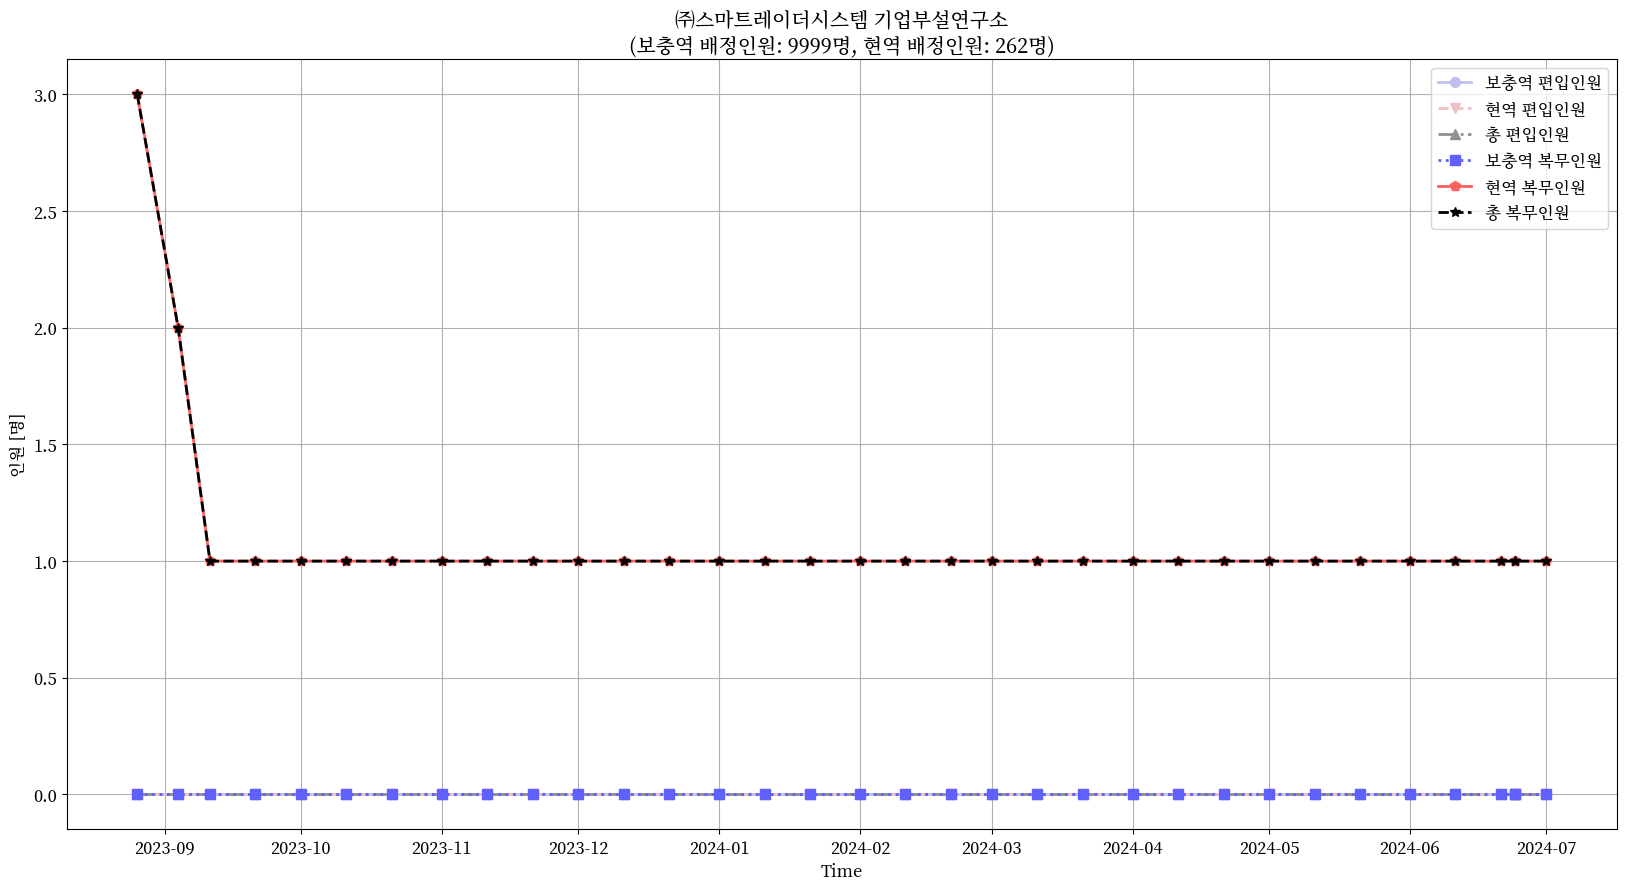 ㈜스마트레이더시스템 기업부설연구소
(보충역 배정인원: 9999명, 현역 배정인원: 262명)
보충역 편입인원
현역 편입인원
총 편입인원
보충역 복무인원
현역 복무인원
총 복무인원
인원 [명]
3.0
2.5
2.0
1.5
1.0
0.5
0.0
2023-09
2023-10
2023-11
2023-12
2024-01
2024-02
2024-03
2024-04
2024-05
2024-06
2024-07
Time